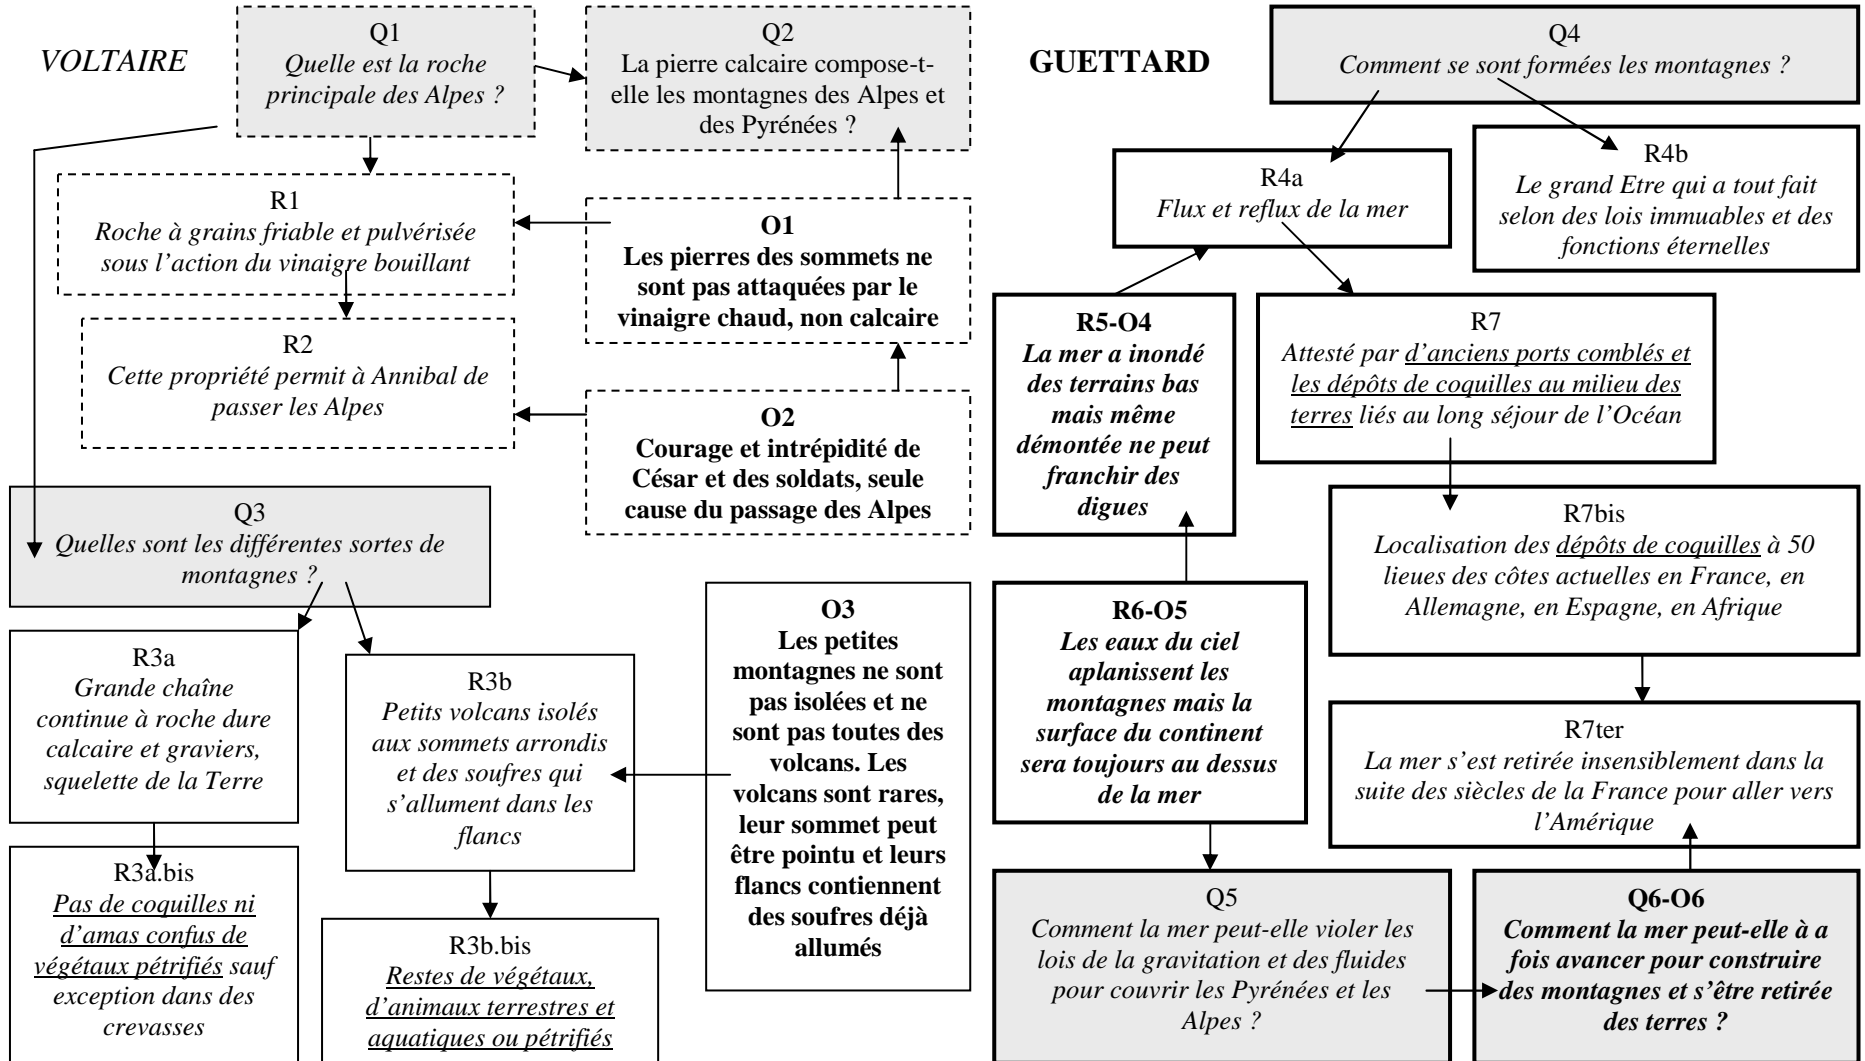 VOLTAIRE
Q1
Quelle est la roche
principale des Alpes ?
Q2
La pierre calcaire compose-t-
elle les montagnes des Alpes et
des Pyrénées ?
R1
Roche à grains friable et pulvérisée
sous l’action du vinaigre bouillant
O1
Les pierres des sommets ne
sont pas attaquées par le
vinaigre chaud, non calcaire
R2
Cette propriété permit à Annibal de
passer les Alpes
O2
Courage et intrépidité de
César et des soldats, seule
cause du passage des Alpes
Q3
Quelles sont les différentes sortes de
montagnes ?
R3a
Grande chaîne
continue à roche dure
calcaire et graviers,
squelette de la Terre
R3b
Petits volcans isolés
aux sommets arrondis
et des soufres qui
s’allument dans les
flancs
O3
Les petites
montagnes ne sont
pas isolées et ne
sont pas toutes des
volcans. Les
volcans sont rares,
leur sommet peut
être pointu et leurs
flancs contiennent
des soufres déjà
allumés
R3a.bis
Pas de coquilles ni
d’amas confus de
végétaux pétrifiés sauf
exception dans des
crevasses
R3b.bis
Restes de végétaux,
d’animaux terrestres et
aquatiques ou pétrifiés
GUETTARD
Q4
Comment se sont formées les montagnes ?
R4a
Flux et reflux de la mer
R4b
Le grand Etre qui a tout fait
selon des lois immuables et des
fonctions éternelles
R5-O4
La mer a inondé
des terrains bas
mais même
démontée ne peut
franchir des
digues
R7
Attesté par d’anciens ports comblés et
les dépôts de coquilles au milieu des
terres liés au long séjour de l’Océan
R7bis
Localisation des dépôts de coquilles à 50
lieues des côtes actuelles en France, en
Allemagne, en Espagne, en Afrique
R6-O5
Les eaux du ciel
aplanissent les
montagnes mais la
surface du continent
sera toujours au dessus
de la mer
R7ter
La mer s’est retirée insensiblement dans la
suite des siècles de la France pour aller vers
l’Amérique
Q5
Comment la mer peut-elle violer les
lois de la gravitation et des fluides
pour couvrir les Pyrénées et les
Alpes ?
Q6-O6
Comment la mer peut-elle à a
fois avancer pour construire
des montagnes et s’être retirée
des terres ?